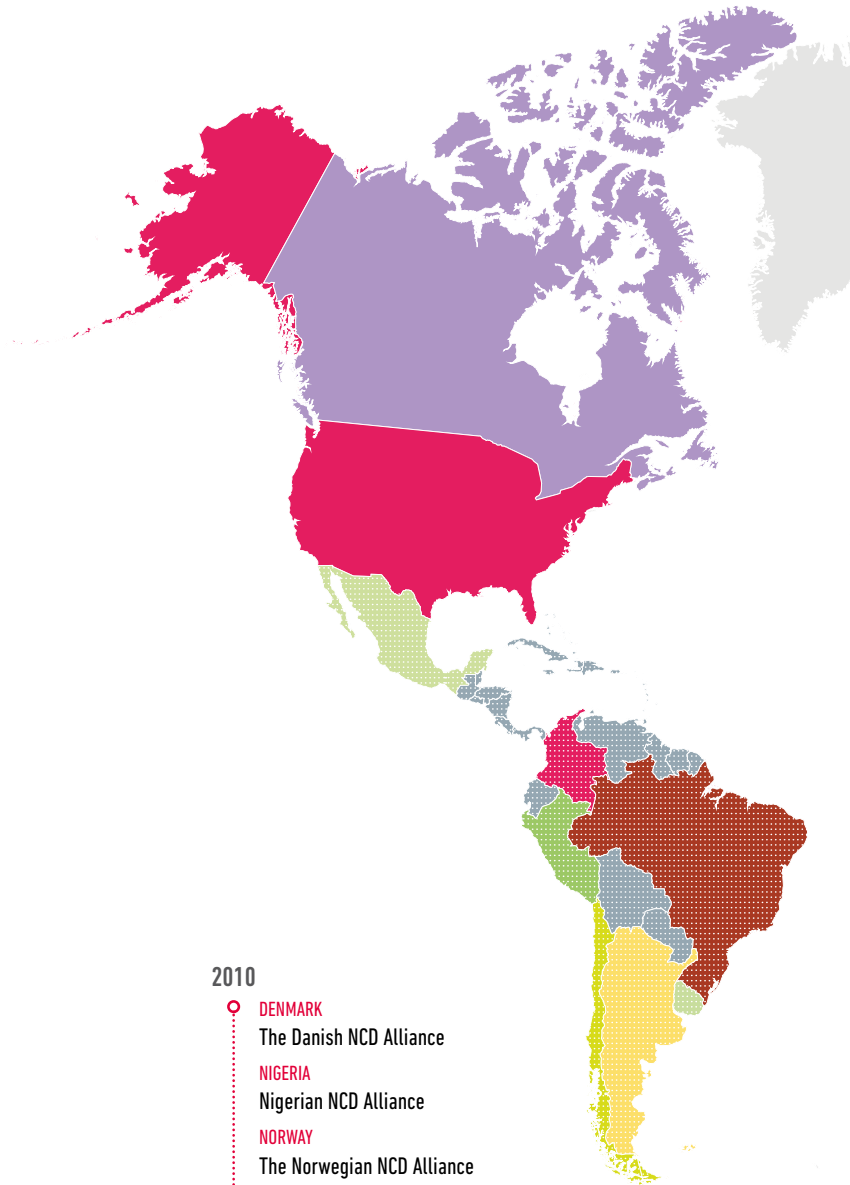 2010
DENMARK
The Danish NCD Alliance
NIGERIA
Nigerian NCD Alliance
NORWAY
The Norwegian NCD Alliance